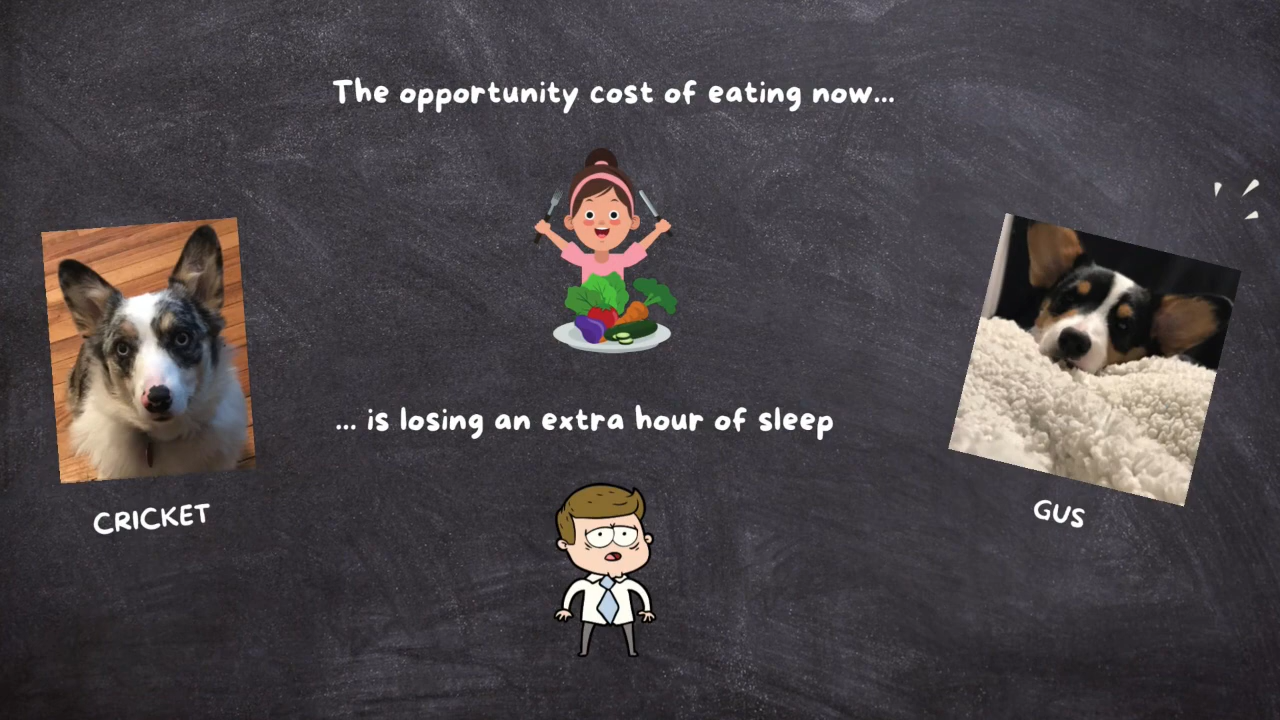 The opportunity cost of eating now...
... is losing an extra hour of sleep
CRICKET
GUS